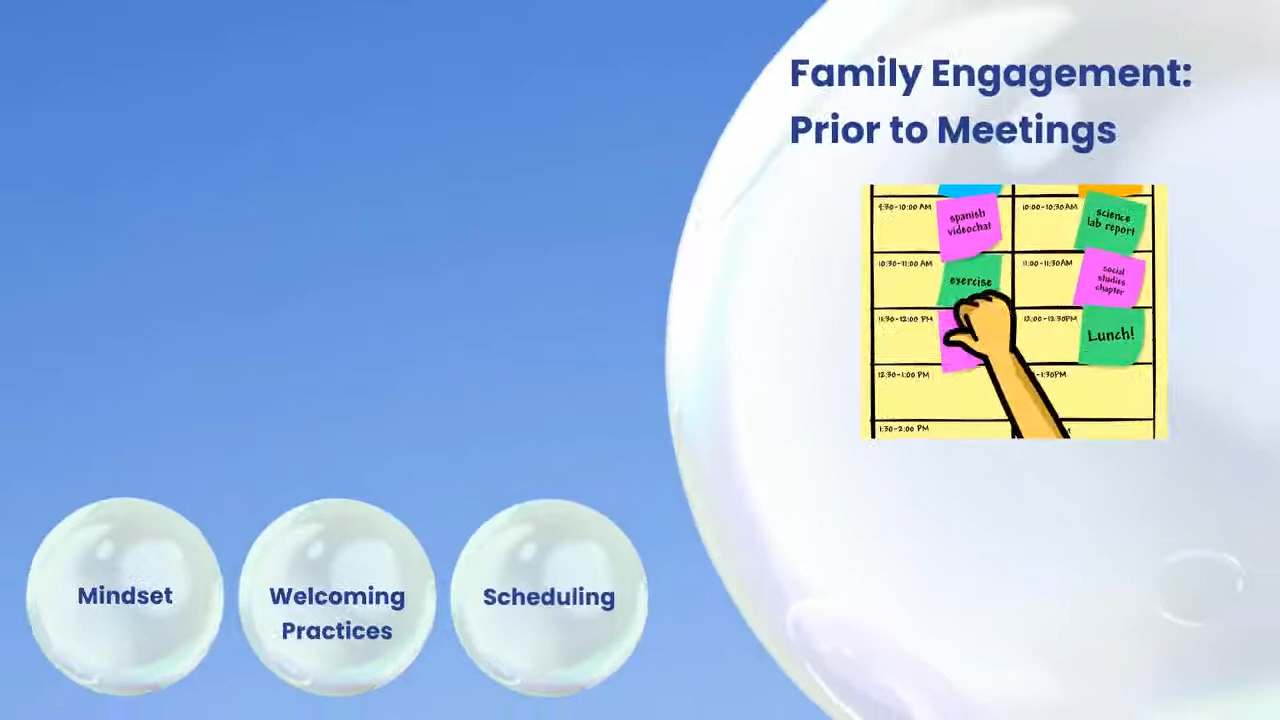 Family Engagement:
Prior to Meetings
9:30-10:00 AM
spanish
videochat
10:00-10:30 AM
science
lab report
10:30-11:00 AM
exercise
11:00-11:30 AM
social
studies
chapter
11:30-12:00 PM
12:00-12:30PM
Lunch!
12:30-1:00 PM
-1:30PM
1:30-2:00 PM
Mindset
Welcoming
Practices
Scheduling